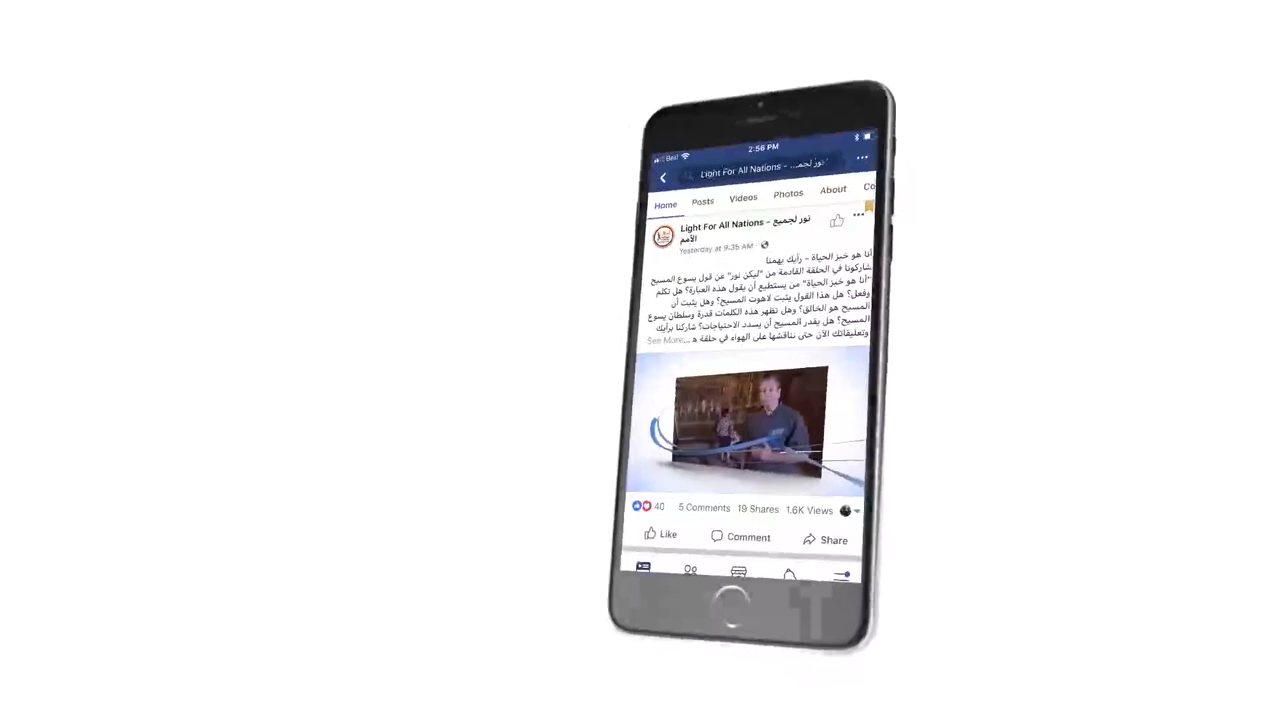 Bell
2:56 PM
Light For All Nations - ...نور لجمي
Home Posts Videos Photos About Co
Light For All Nations - نور لجميع
الأمم
Yesterday at 9:35 AM
أنا هو خبز الحياة - رأيك يهمنا
شاركونا في الحلقة القادمة من "ليكن نور" عن قول يسوع المسيح
"أنا هو خبز الحياة" من يستطيع أن يقول هذه العبارة؟ هل تكلم
وفعل؟ هل هذا القول يثبت لاهوت المسيح؟ وهل يثبت أن
المسيح هو الخالق؟ وهل تظهر هذه الكلمات قدرة وسلطان يسوع
المسيح؟ هل يقدر المسيح أن يسدد الاحتياجات؟ شاركنا برأيك
وتعليقاتك الآن حتى نناقشها على الهواء في حلقة ه... See More
40 5 Comments 19 Shares 1.6K Views
Like Comment Share